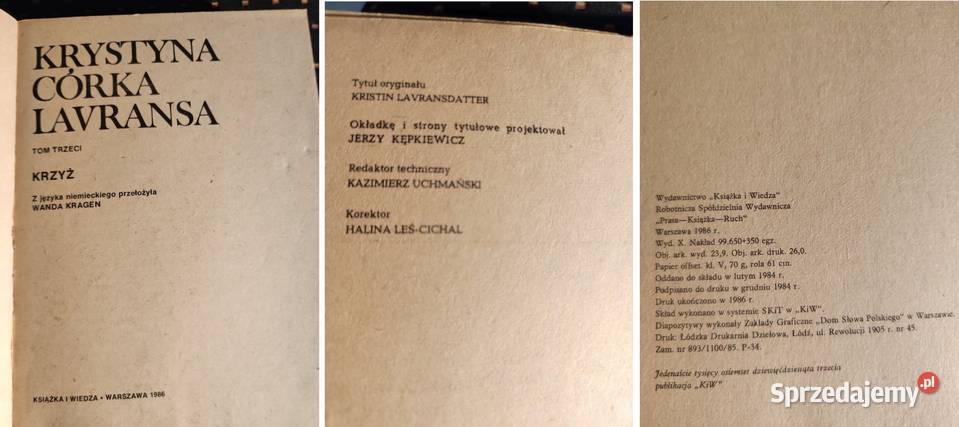 KRYSTYNA
CÓRKA
LAVRANSA
TOM TRZECI
KRZYŻ
Z języka niemieckiego przełożyła
WANDA KRAGEN
KSIĄŻKA I WIEDZA • WARSZAWA 1986
Tytuł oryginału
KRISTIN LAVRANSDATTER
Okładkę i strony tytułowe projektował
JERZY KĘPKIEWICZ
Redaktor techniczny
KAZIMIERZ UCHMAŃSKI
Korektor
HALINA LEŚ-CICHAL
Wydawnictwo „Książka i Wiedza”
Robotnicza Spółdzielnia Wydawnicza
„Prasa—Książka—Ruch”
Warszawa 1986 r.
Wyd. X. Nakład 99.650+350 egz.
Obj. ark. wyd. 23,9. Obj. ark. druk. 26,0.
Papier offset. kl. V, 70 g, rola 61 cm.
Oddano do składu w lutym 1984 r.
Podpisano do druku w grudniu 1984 r.
Druk ukończono w 1986 r.
Skład wykonano w systemie SKIT w „KiW”.
Diapozytywy wykonały Zakłady Graficzne „Dom Słowa Polskiego” w Warszawie.
Druk: Łódzka Drukarnia Dziełowa, Łódź, ul. Rewolucji 1905 r. nr 45.
Zam. nr 893/1100/85. P-34.
Jedenaście tysięcy osiemset dziewięćdziesiąta trzecia
publikacja „KiW”
Sprzedajemy.pl